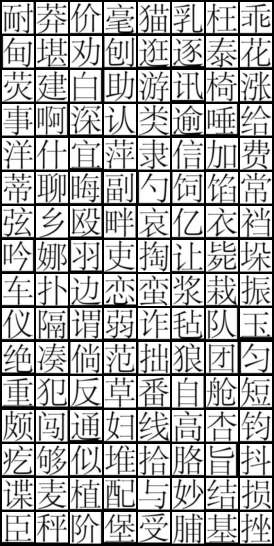 耐莽价毫猫乳枉乖
甸堪劝刨逛逐泰花
荧建白助游讯椅涨
事啊深认类逾唾给
洋什宜萍隶信加费
蒂聊晦副勺饲馅常
弦乡殴畔哀亿衣裆
吟娜羽吏掏让毙垛
车扑边恋蛮浆栽振
仪隔谓弱诈毡队玉
绝凑倘范拙狼团匀
重犯反草番自舱短
颇闯通妇线高杏钧
疙够似堆拾胳旨抖
谍麦植配与妙结损
臣秤阶堡受脯基挫